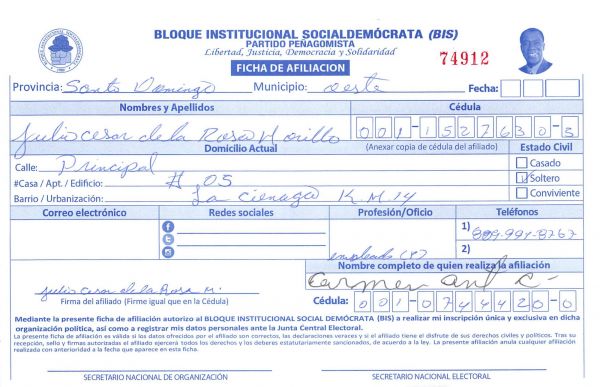 BLOQUE INSTITUCIONAL SOCIALDEMÓCRATA (BIS)
PARTIDO PEÑAGOMISTA
Libertad, Justicia, Democracia y Solidaridad
FICHA DE AFILIACION
74912
Provincia: Santo Domingo Municipio: oeste Fecha:
Nombres y Apellidos Cédula
Julio cesar de la Rosa Morillo 001-1527630-3
Domicilio Actual (Anexar copia de cédula del afiliado) Estado Civil
Calle: Principal Casado
#Casa / Apt. / Edificio: # 05 Soltero
Barrio / Urbanización: La cienaga K.M.14 Conviviente
Correo electrónico Redes sociales Profesión/Oficio Teléfonos
1) 809-991-8262
2)
empleado (P)
Nombre completo de quien realiza la afiliación
Carmen
julio cesar de la Rosa M.
Firma del afiliado (Firme igual que en la Cédula) Cédula: 001-0744420-0
Mediante la presente ficha de afiliación autorizo al BLOQUE INSTITUCIONAL SOCIAL DEMÓCRATA (BIS) a realizar mi inscripción única y exclusiva en dicha
organización política, así como a registrar mis datos personales ante la Junta Central Electoral.
La presente ficha de afiliación es válida si los datos ofrecidos por el afiliado son correctos, las declaraciones veraces y si el afiliado tiene el disfrute de sus derechos civiles y políticos. Tras su
recepción, sello y firmas autorizadas el afiliado ejercerá todos los derechos y los deberes estatutariamente sancionados, de acuerdo a la ley. La presente afiliación anula cualquier afiliación
realizada con anterioridad a la fecha que aparece en esta ficha.
SECRETARIO NACIONAL DE ORGANIZACIÓN SECRETARIO NACIONAL ELECTORAL